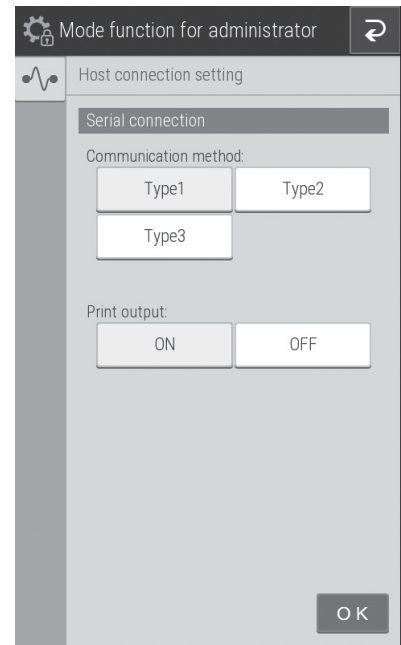 Mode function for administrator
Host connection setting
Serial connection
Communication method:
Type1 Type2
Type3
Print output:
ON OFF
OK